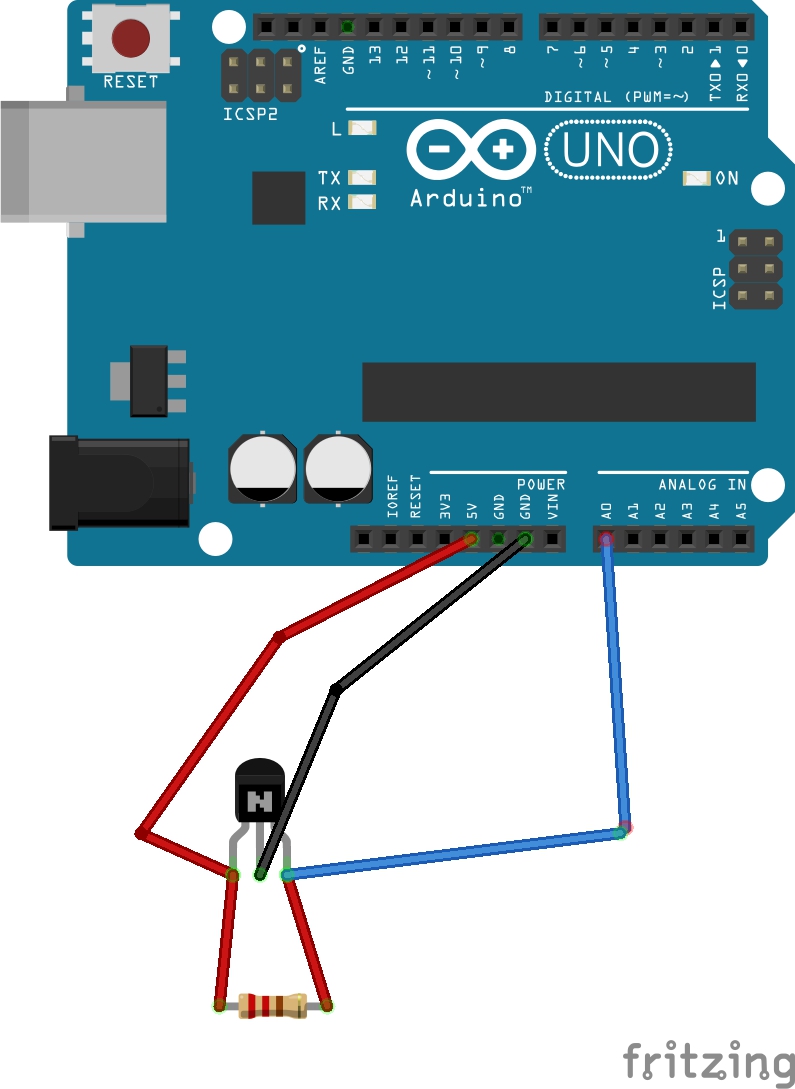 RESET
ICSP2
AREF
GND
13
12
~11
~10
~9
8
7
~6
~5
4
~3
2
TX0▶1
RX0◀0
DIGITAL (PWM=~)
L
TX
RX
UNO
Arduino™
ON
1
ICSP
IOREF
RESET
3V3
5V
GND
GND
VIN
POWER
ANALOG IN
A0
A1
A2
A3
A4
A5
N
fritzing